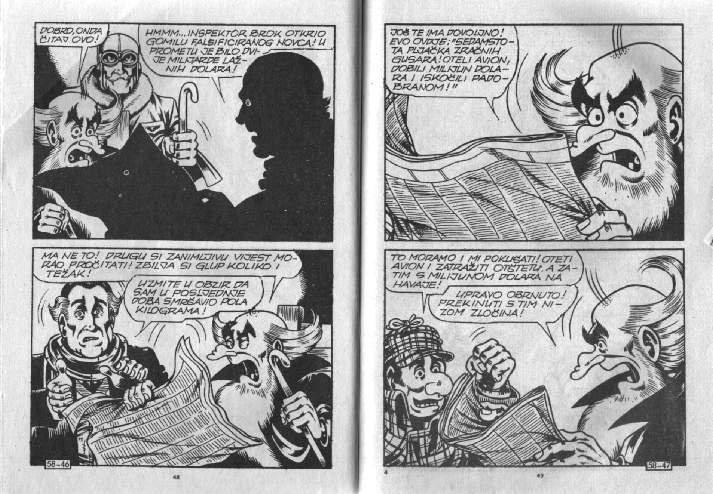 DOBRO, ONDA
ČITAJ OVO!
HMMM... INSPEKTOR BROK OTKRIO
GOMILU FALSIFICIRANOG NOVCA! U
PROMETU JE BILO DVI-
JE MILIJARDE LAŽ-
NIH DOLARA!
MA NE TO! DRUGU SI ZANIMLJIVU VIJEST MO-
RAO PROČITATI! ZBILJA SI GLUP KOLIKO I
TEŽAK!
UZMITE U OBZIR DA
SAM U POSLJEDNJE
DOBA SMRŠAVIO POLA
KILOGRAMA!
58-46
48
JOŠ TE IMA DOVOLJNO!
EVO OVDJE: "SEDAMSTO-
TA PLJAČKA ZRAČNIH
GUSARA! OTELI AVION,
DOBILI MILIJUN DOLA-
RA I ISKOČILI PADO-
BRANOM!"
TO MORAMO I MI POKUŠATI! OTETI
AVION I ZATRAŽITI OTŠTETU, A ZA-
TIM S MILIJUNOM DOLARA NA
HAVAJE!
UPRAVO OBRNUTO!
PREKINUTI S TIM NI-
ZOM ZLOČINA!
58-47
4
49